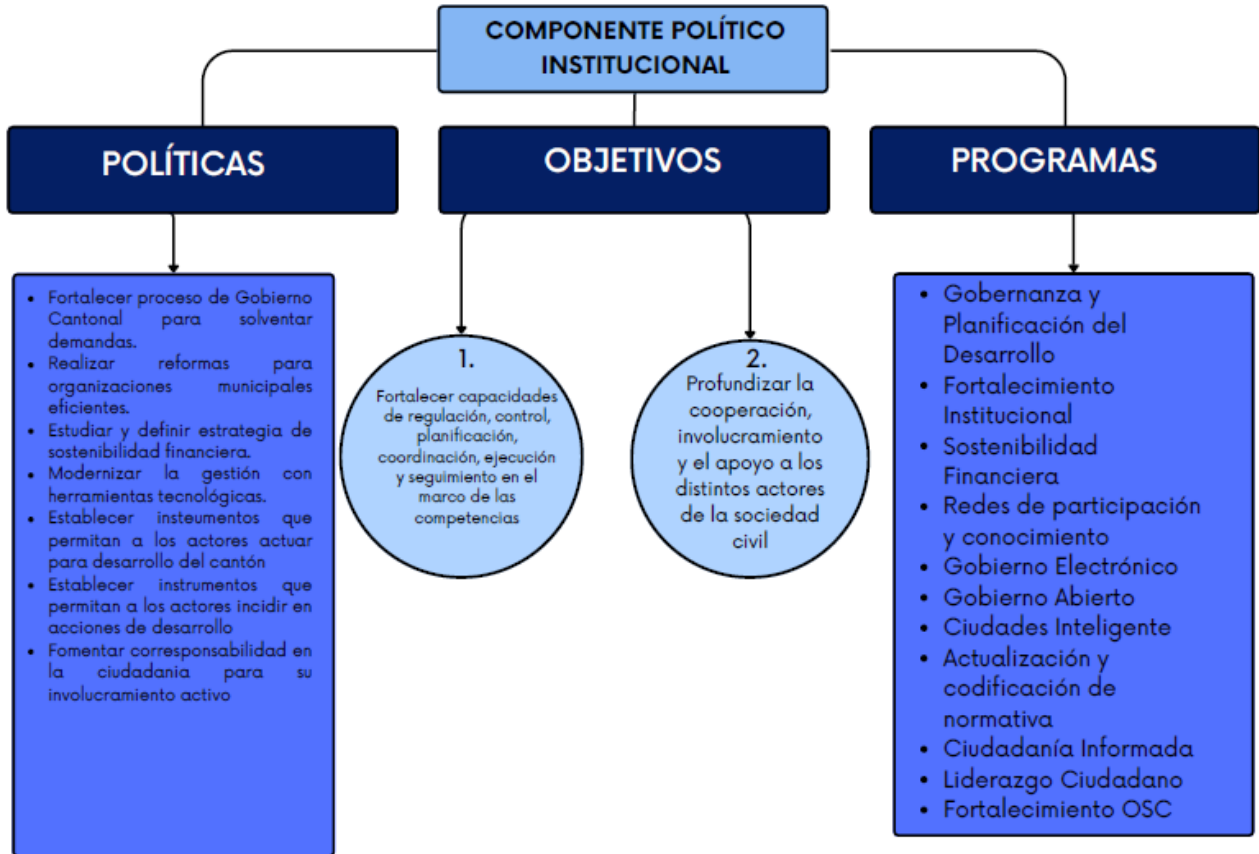 COMPONENTE POLÍTICO
INSTITUCIONAL
POLÍTICAS
OBJETIVOS
PROGRAMAS
• Fortalecer proceso de Gobierno
Cantonal para solventar
demandas.
• Realizar reformas para
organizaciones municipales
eficientes.
• Estudiar y definir estrategia de
sostenibilidad financiera.
• Modernizar la gestión con
herramientas tecnológicas.
• Establecer insteumentos que
permitan a los actores actuar
para desarrollo del cantón
• Establecer instrumentos que
permitan a los actores incidir en
acciones de desarrollo
• Fomentar corresponsabilidad en
la ciudadania para su
involucramiento activo
1.
Fortalecer capacidades
de regulación, control,
planificación,
coordinación, ejecución
y seguimiento en el
marco de las
competencias
2.
Profundizar la
cooperación,
involucramiento
y el apoyo a los
distintos actores
de la sociedad
civil
• Gobernanza y
Planificación del
Desarrollo
• Fortalecimiento
Institucional
• Sostenibilidad
Financiera
• Redes de participación
y conocimiento
• Gobierno Electrónico
• Gobierno Abierto
• Ciudades Inteligente
• Actualización y
codificación de
normativa
• Ciudadanía Informada
• Liderazgo Ciudadano
• Fortalecimiento OSC